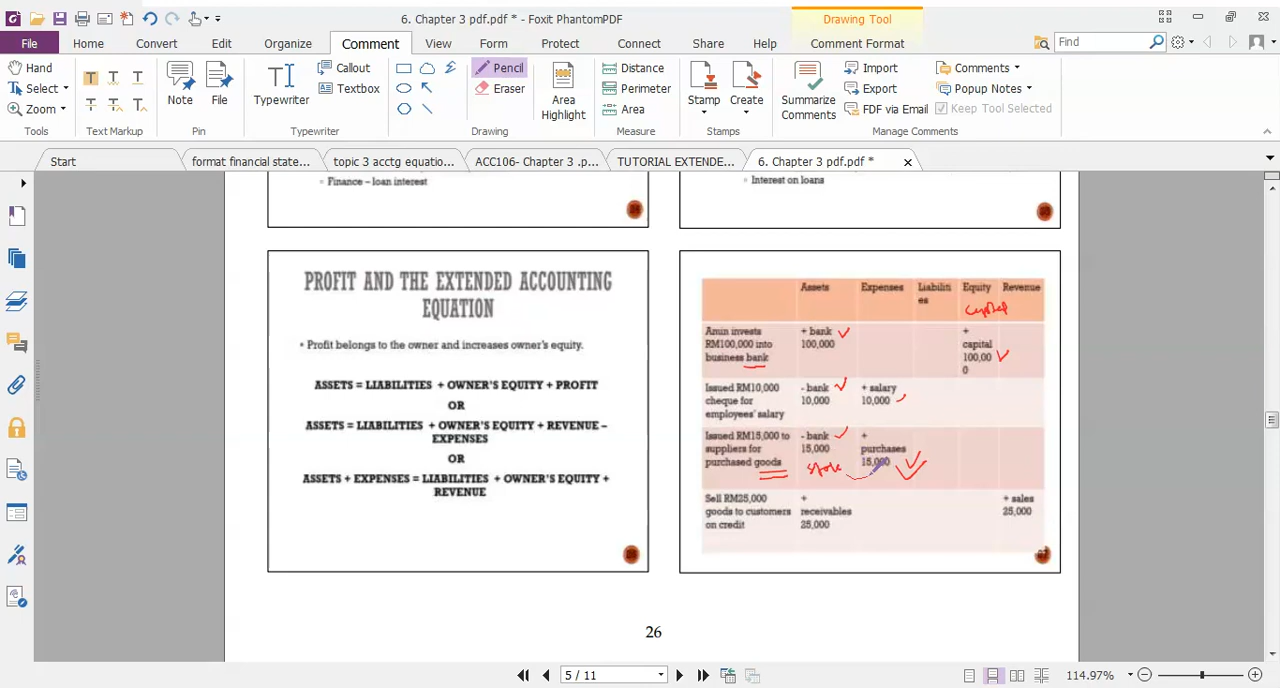 6. Chapter 3 pdf.pdf * - Foxit PhantomPDF
Drawing Tool
File
Home
Convert
Edit
Organize
Comment
View
Form
Protect
Connect
Share
Help
Comment Format
Find
Hand
Select
Zoom
Tools
Text Markup
Note
File
Pin
Typewriter
Callout
Textbox
Typewriter
Pencil
Eraser
Area
Highlight
Drawing
Distance
Perimeter
Area
Measure
Stamp
Create
Stamps
Summarize
Comments
Import
Export
FDF via Email
Comments
Popup Notes
Keep Tool Selected
Manage Comments
Start
format financial state...
topic 3 acctg equatio...
ACC106- Chapter 3 .p...
TUTORIAL EXTENDE...
6. Chapter 3 pdf.pdf *
Finance – loan interest
Interest on loans
PROFIT AND THE EXTENDED ACCOUNTING
EQUATION
• Profit belongs to the owner and increases owner's equity.
ASSETS = LIABILITIES + OWNER'S EQUITY + PROFIT
OR
ASSETS = LIABILITIES + OWNER'S EQUITY + REVENUE –
EXPENSES
OR
ASSETS + EXPENSES = LIABILITIES + OWNER'S EQUITY +
REVENUE
Assets
Expenses
Liabiliti
es
Equity
Capital
Revenue
Amin invests
RM100,000 into
business bank
+ bank
100,000
+
capital
100,00
0
Issued RM10,000
cheque for
employees' salary
- bank
10,000
+ salary
10,000
Issued RM15,000 to
suppliers for
purchased goods
- bank
15,000
+
purchases
15,000
Sell RM25,000
goods to customers
on credit
+
receivables
25,000
+ sales
25,000
26
5 / 11
114.97%